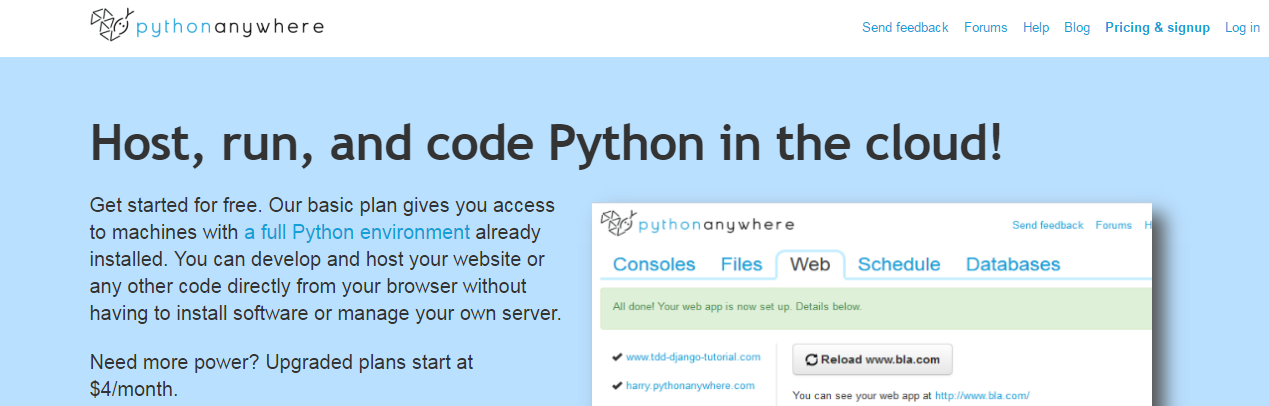 pythonanywhere
Send feedback Forums Help Blog Pricing & signup Log in
Host, run, and code Python in the cloud!
Get started for free. Our basic plan gives you access
to machines with a full Python environment already
installed. You can develop and host your website or
any other code directly from your browser without
having to install software or manage your own server.
Need more power? Upgraded plans start at
$4/month.
pythonanywhere
Send feedback Forums H
Consoles Files Web Schedule Databases
All done! Your web app is now set up. Details below.
www.tdd-django-tutorial.com
harry.pythonanywhere.com
Reload www.bla.com
You can see your web app at http://www.bla.com/